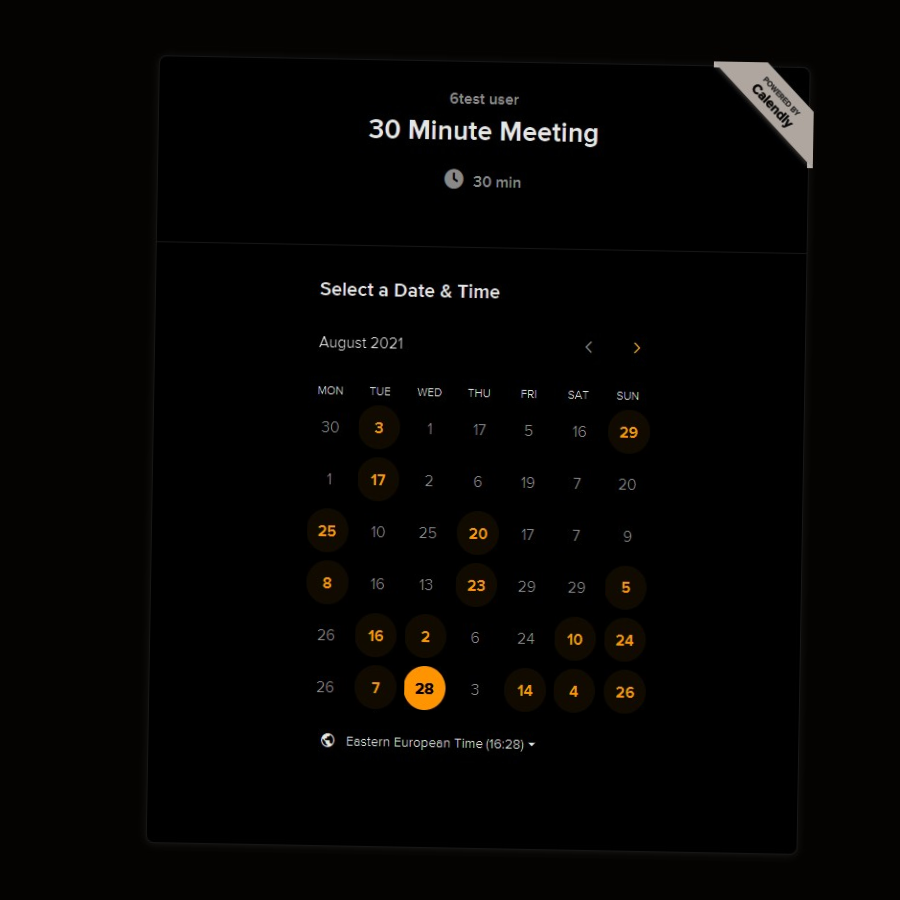 6test user
POWERED BY
Calendly
30 Minute Meeting
30 min
Select a Date & Time
August 2021
MON TUE WED THU FRI SAT SUN
30 3 1 17 5 16 29
1 17 2 6 19 7 20
25 10 25 20 17 7 9
8 16 13 23 29 29 5
26 16 2 6 24 10 24
26 7 28 3 14 4 26
Eastern European Time (16:28)